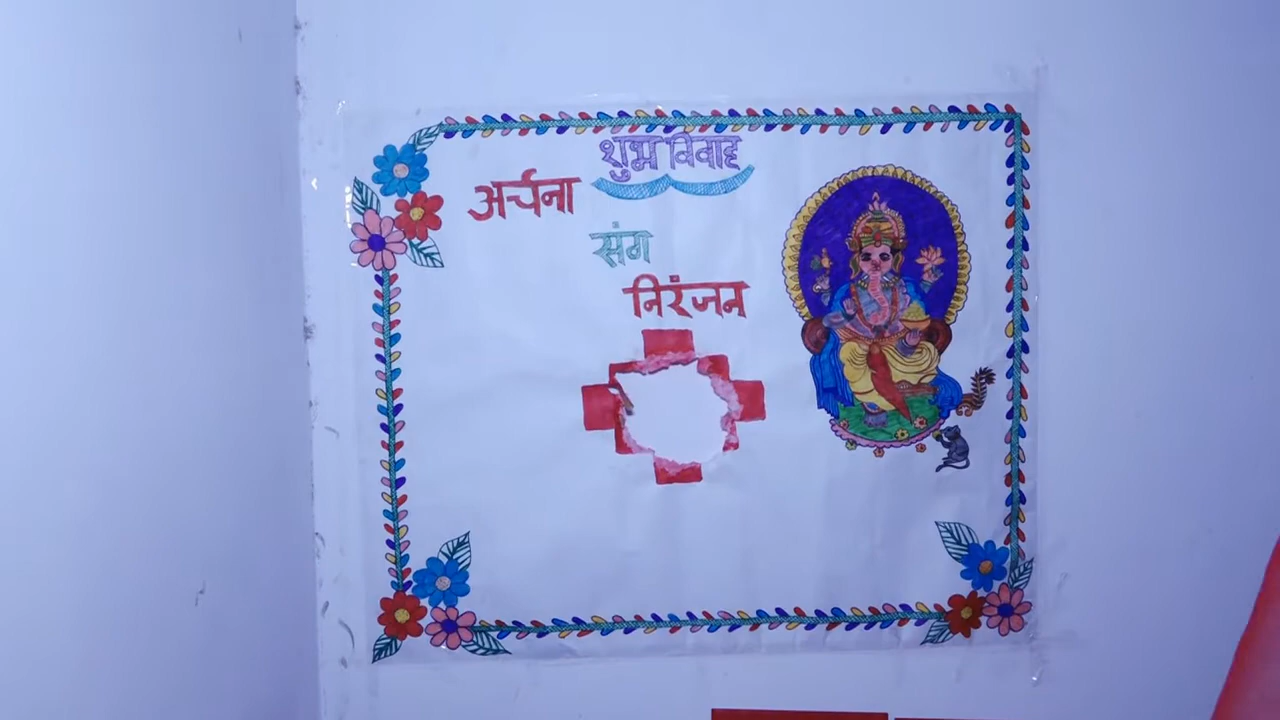 शुभ विवाह
अर्चना
संग
निरंजन